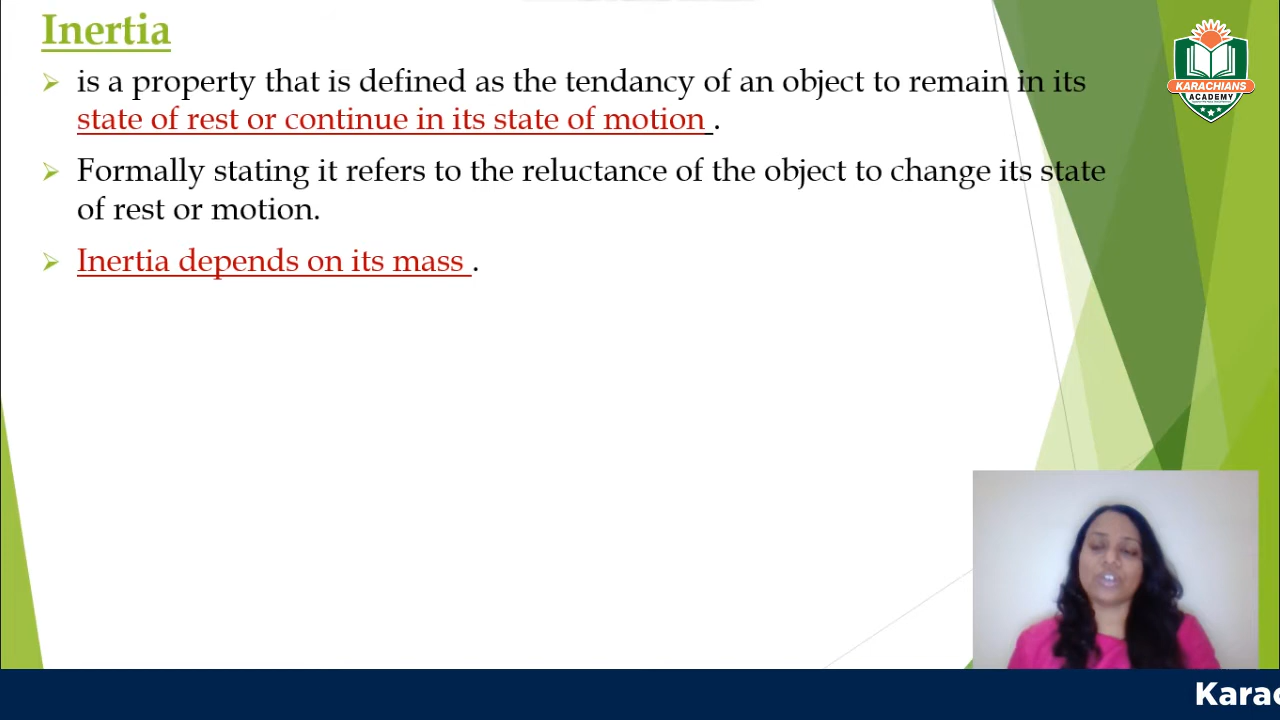 Inertia
is a property that is defined as the tendancy of an object to remain in its
state of rest or continue in its state of motion .
Formally stating it refers to the reluctance of the object to change its state
of rest or motion.
Inertia depends on its mass .
KARACHIANS
ACADEMY
Karac